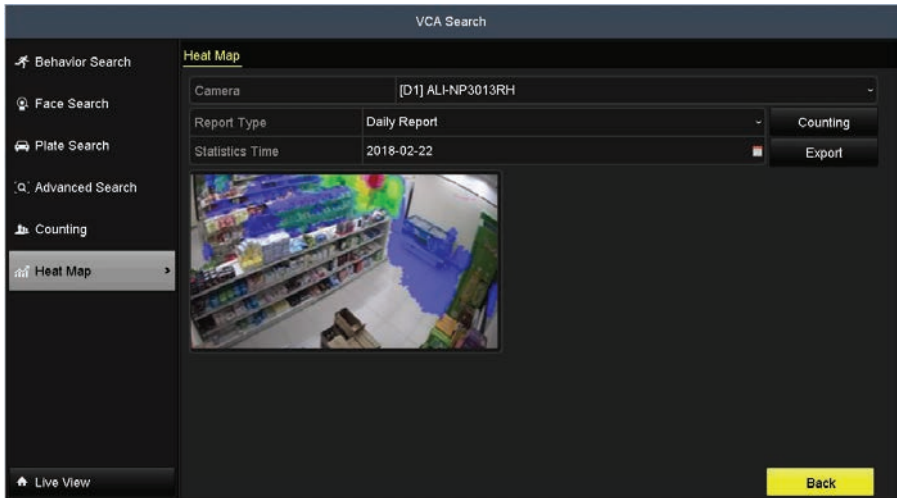 VCA Search
Behavior Search
Face Search
Plate Search
Advanced Search
Counting
Heat Map
Live View
Heat Map
Camera [D1] ALI-NP3013RH
Report Type Daily Report Counting
Statistics Time 2018-02-22 Export
Back